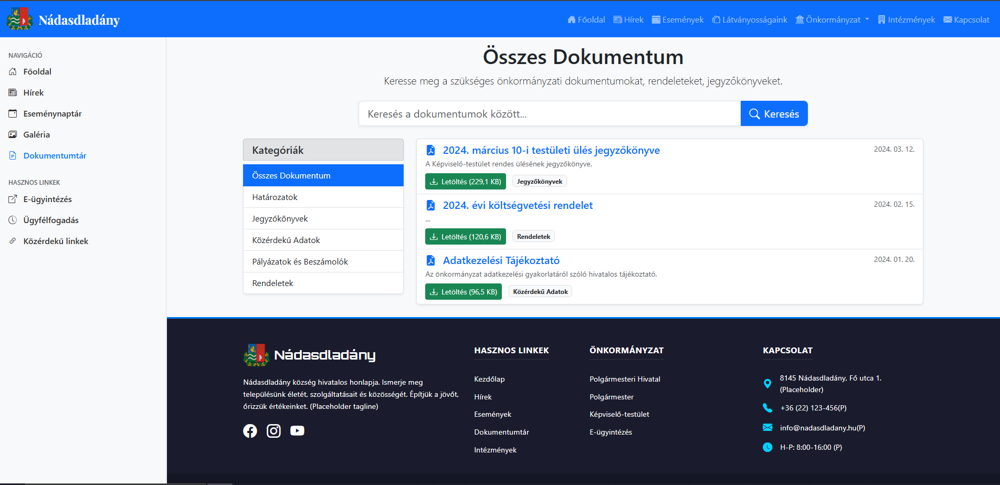 Nádasdladány
Főoldal Hírek Események Látványosságaink Önkormányzat Intézmények Kapcsolat
NAVIGÁCIÓ
Főoldal
Hírek
Eseménynaptár
Galéria
Dokumentumtár
HASZNOS LINKEK
E-ügyintézés
Ügyfélfogadás
Közérdekű linkek
Összes Dokumentum
Keresse meg a szükséges önkormányzati dokumentumokat, rendeleteket, jegyzőkönyveket.
Keresés a dokumentumok között... Keresés
Kategóriák
Összes Dokumentum
Határozatok
Jegyzőkönyvek
Közérdekű Adatok
Pályázatok és Beszámolók
Rendeletek
2024. március 10-i testületi ülés jegyzőkönyve 2024. 03. 12.
A Képviselő-testület rendes ülésének jegyzőkönyve.
Letöltés (229,1 KB) Jegyzőkönyvek
2024. évi költségvetési rendelet 2024. 02. 15.
...
Letöltés (120,6 KB) Rendeletek
Adatkezelési Tájékoztató 2024. 01. 20.
Az önkormányzat adatkezelési gyakorlatáról szóló hivatalos tájékoztató.
Letöltés (96,5 KB) Közérdekű Adatok
Nádasdladány
Nádasdladány község hivatalos honlapja. Ismerje meg
településünk életét, szolgáltatásait és közösségét. Építjük a jövőt,
őrizzük értékeinket. (Placeholder tagline)
HASZNOS LINKEK
Kezdőlap
Hírek
Események
Dokumentumtár
Intézmények
ÖNKORMÁNYZAT
Polgármesteri Hivatal
Polgármester
Képviselő-testület
E-ügyintézés
KAPCSOLAT
8145 Nádasdladány, Fő utca 1.
(Placeholder)
+36 (22) 123-456(P)
info@nadasdladany.hu(P)
H-P: 8:00-16:00 (P)